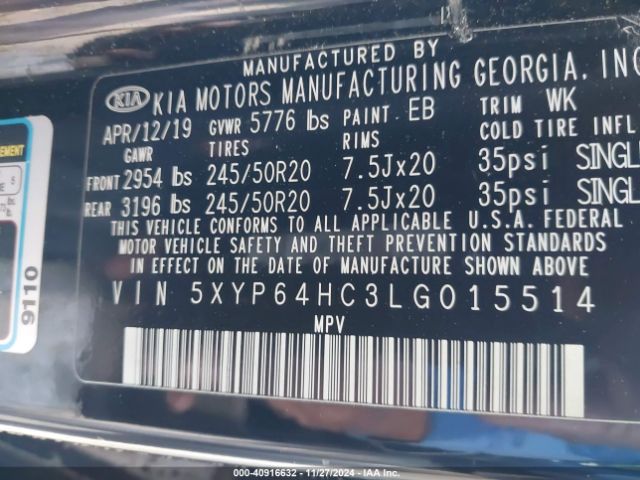 MANUFACTURED BY
KIA KIA MOTORS MANUFACTURING GEORGIA, INC
APR/12/19 GVWR 5776 lbs PAINT EB TRIM WK
GAWR TIRES RIMS COLD TIRE INFL
FRONT 2954 lbs 245/50R20 7.5Jx20 35psi SINGL
REAR 3196 lbs 245/50R20 7.5Jx20 35psi SINGL
THIS VEHICLE CONFORMS TO ALL APPLICABLE U.S.A. FEDERAL
MOTOR VEHICLE SAFETY AND THEFT PREVENTION STANDARDS
IN EFFECT ON THE DATE OF MANUFACTURE SHOWN ABOVE
VIN 5XYP64HC3LG015514
MPV
EMENT
E 5
lb.
9110
000-40916632 - 11/27/2024 - IAA Inc.